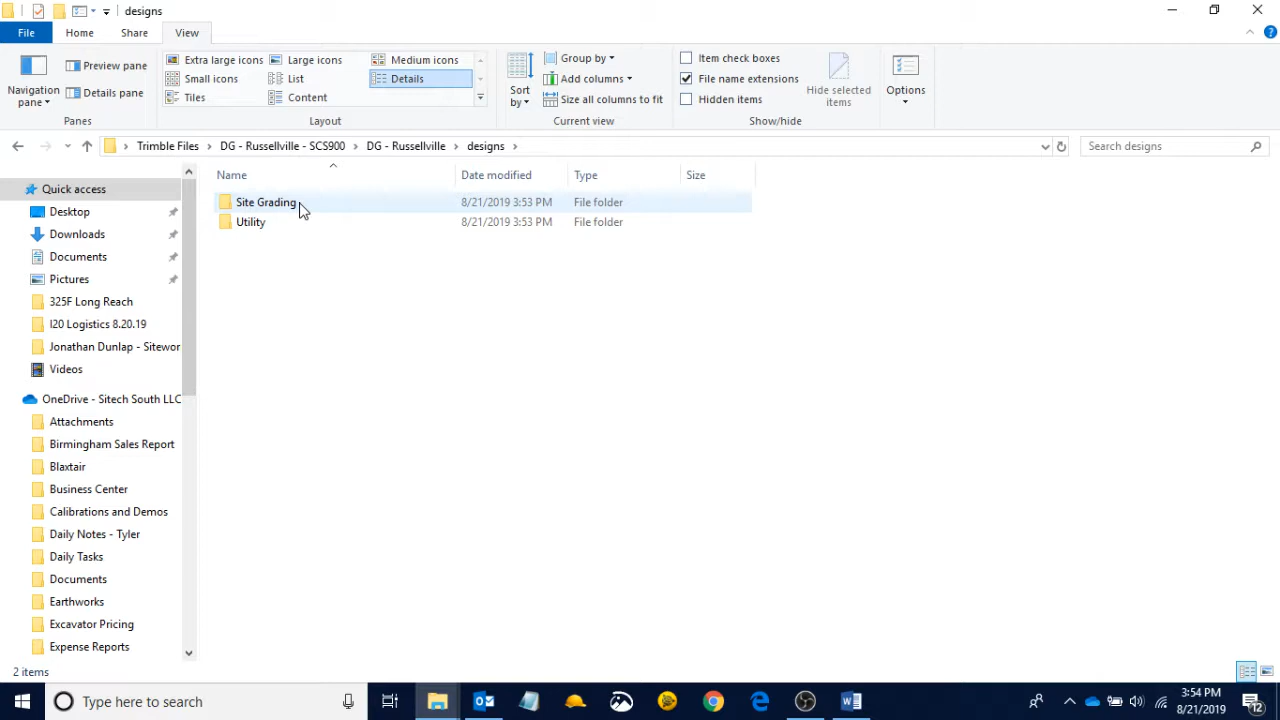 designs
File Home Share View
Navigation pane
Preview pane
Details pane
Panes
Extra large icons Large icons Medium icons
Small icons List Details
Tiles Content
Layout
Sort by
Group by
Add columns
Size all columns to fit
Current view
Item check boxes
File name extensions
Hidden items
Hide selected items
Show/hide
Options
Trimble Files DG - Russellville - SCS900 DG - Russellville designs
Search designs
Name Date modified Type Size
Site Grading 8/21/2019 3:53 PM File folder
Utility 8/21/2019 3:53 PM File folder
Quick access
Desktop
Downloads
Documents
Pictures
325F Long Reach
I20 Logistics 8.20.19
Jonathan Dunlap - Sitewor
Videos
OneDrive - Sitech South LLC
Attachments
Birmingham Sales Report
Blaxtair
Business Center
Calibrations and Demos
Daily Notes - Tyler
Daily Tasks
Documents
Earthworks
Excavator Pricing
Expense Reports
2 items
Type here to search
3:54 PM
8/21/2019
12